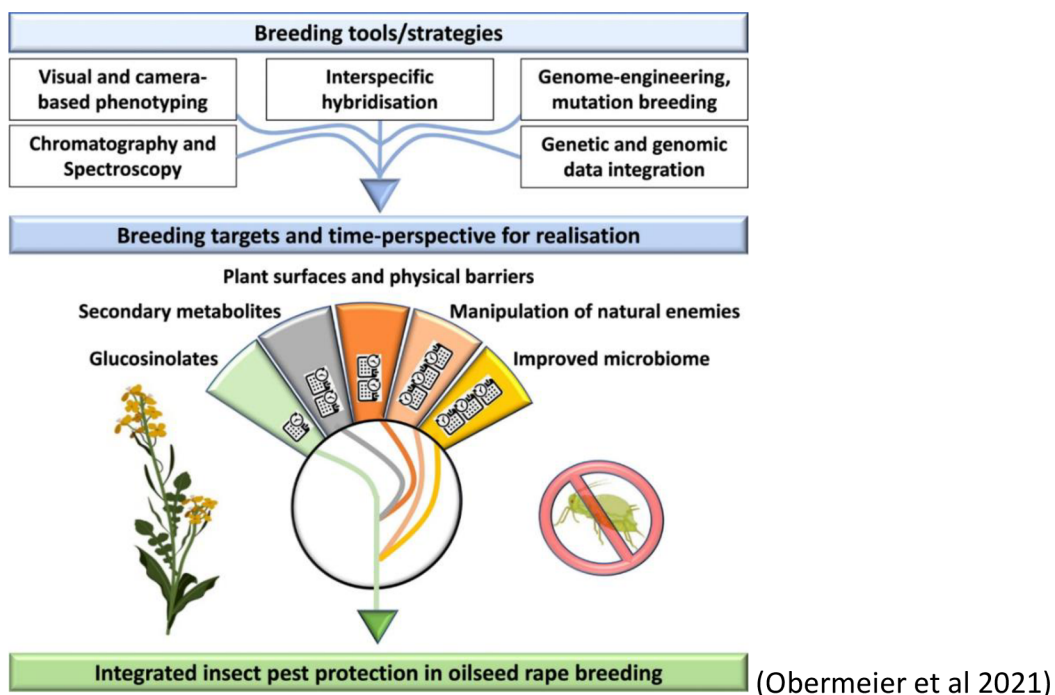 Breeding tools/strategies
Visual and camera-
based phenotyping
Interspecific
hybridisation
Genome-engineering,
mutation breeding
Chromatography and
Spectroscopy
Genetic and genomic
data integration
Breeding targets and time-perspective for realisation
Plant surfaces and physical barriers
Secondary metabolites
Manipulation of natural enemies
Glucosinolates
Improved microbiome
Integrated insect pest protection in oilseed rape breeding
(Obermeier et al 2021)